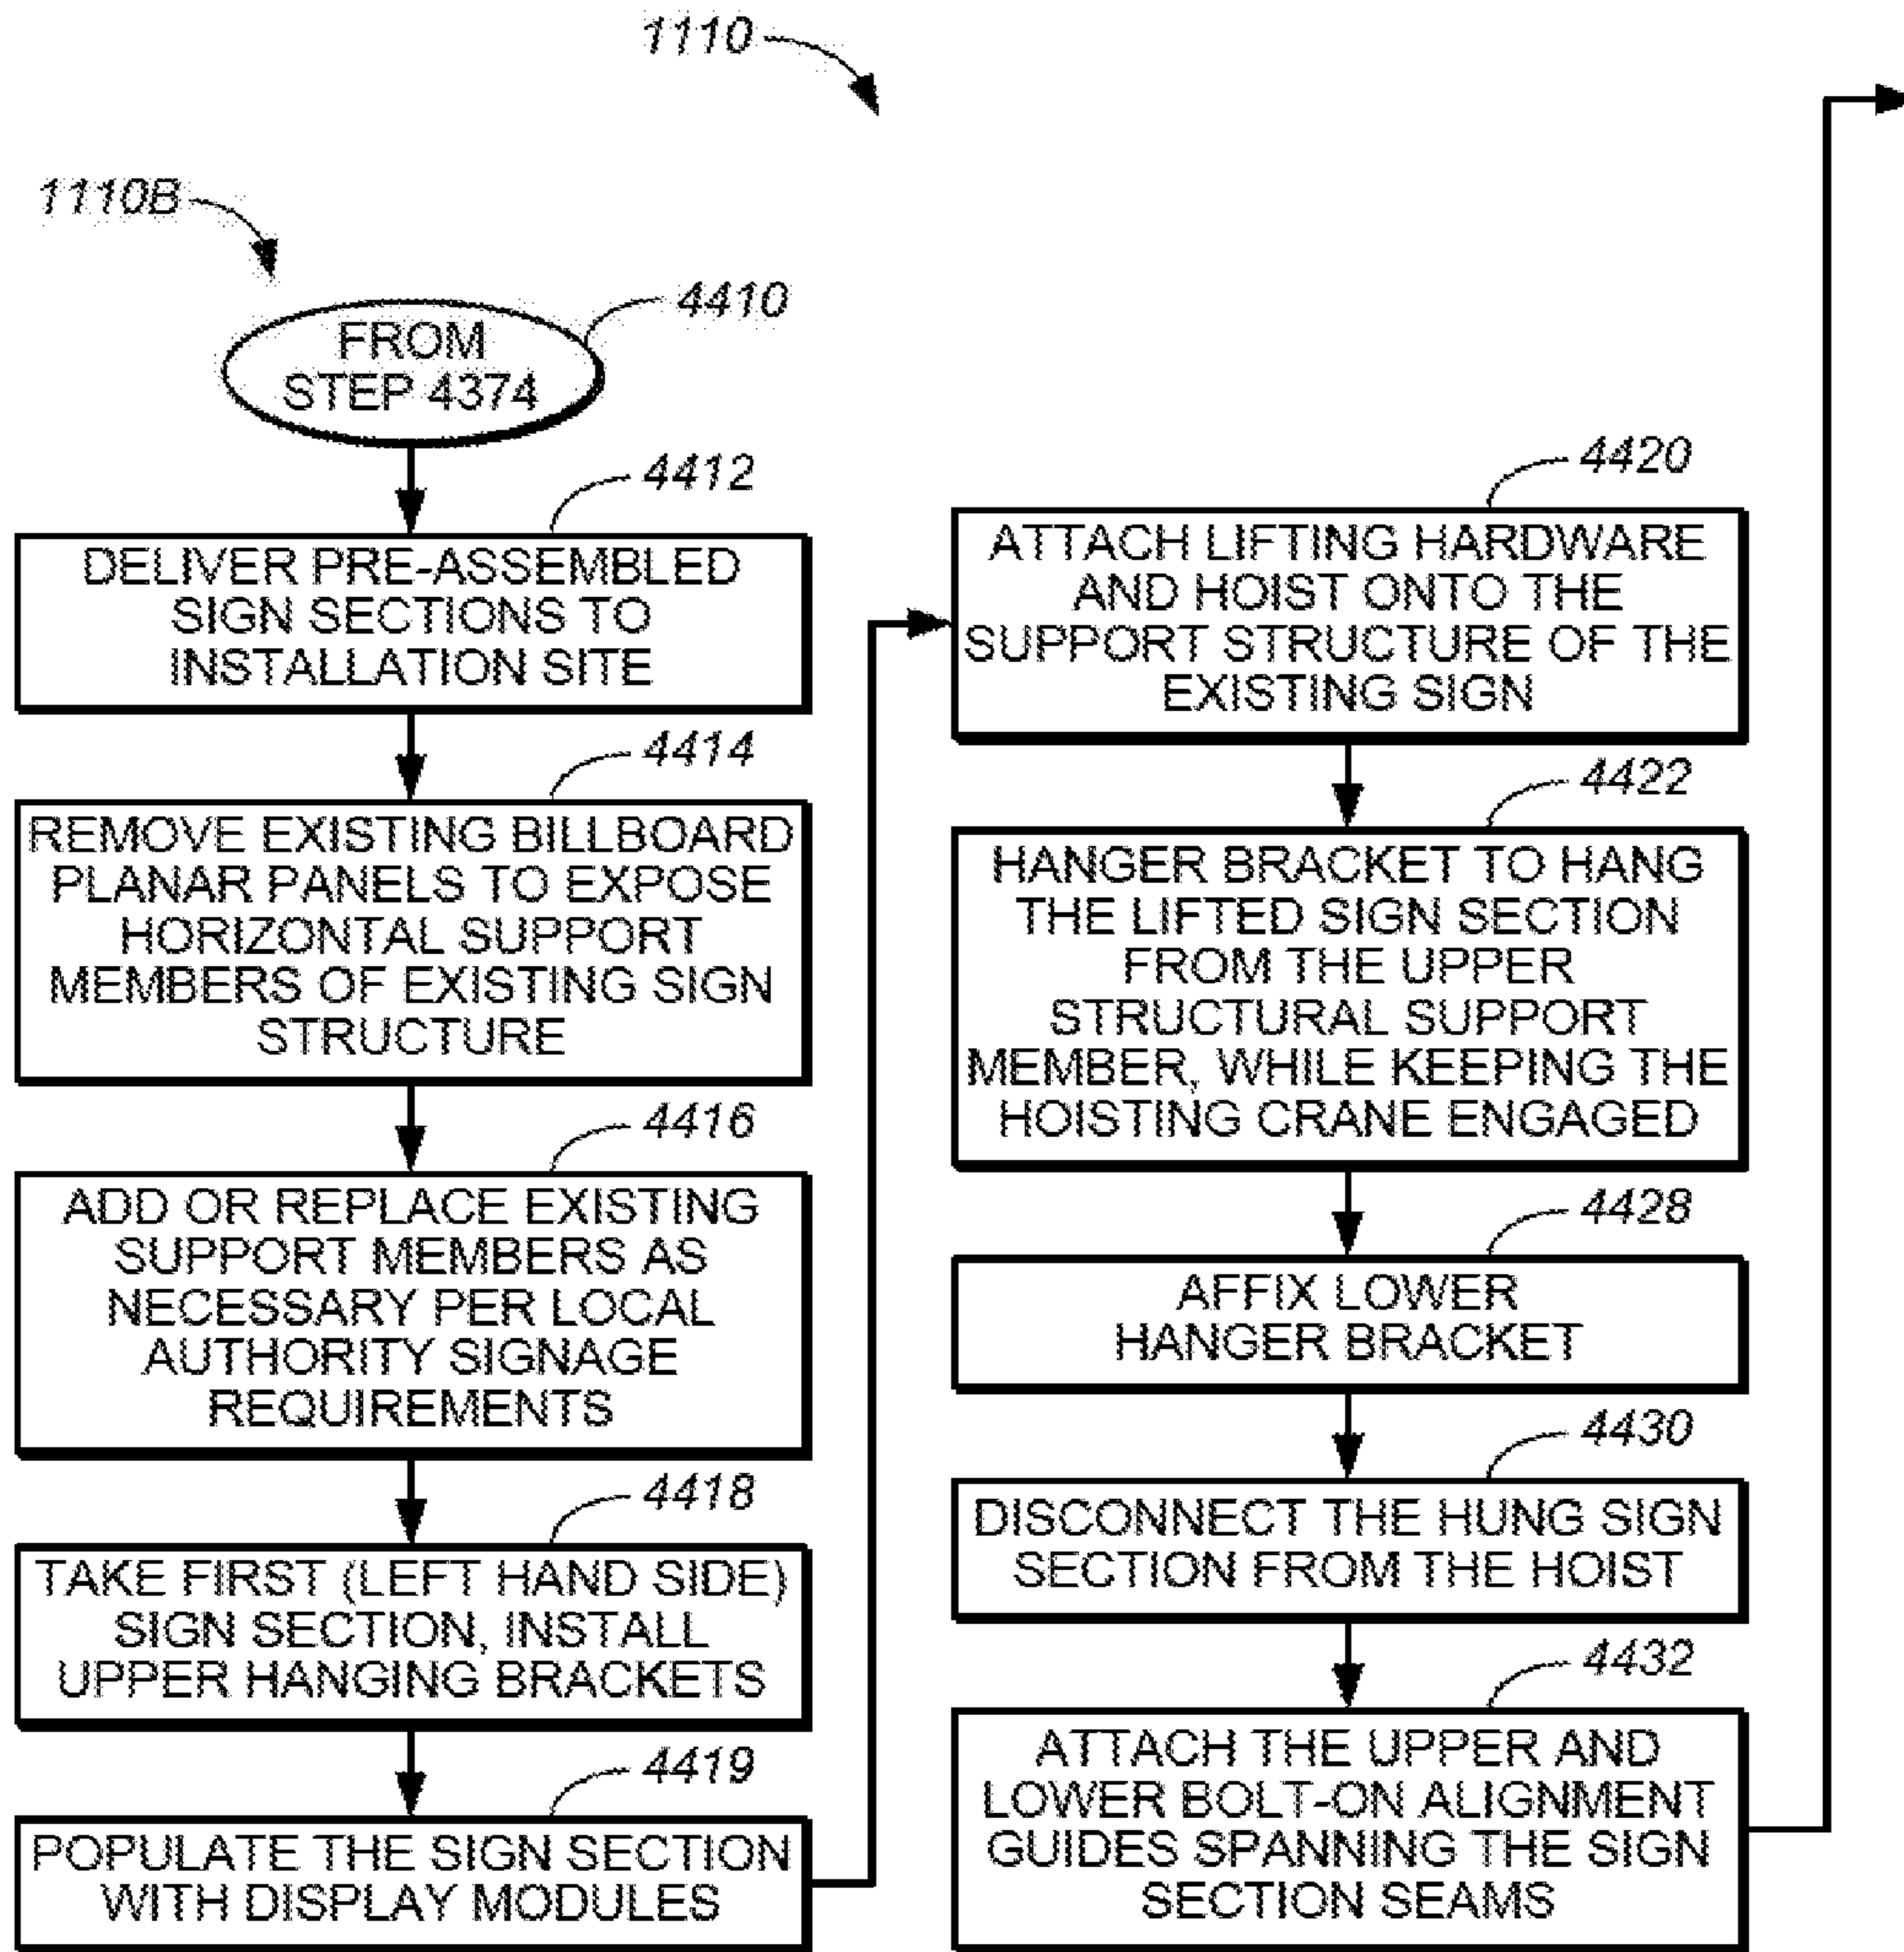 1110
1110B
4410
FROM
STEP 4374
4412
DELIVER PRE-ASSEMBLED
SIGN SECTIONS TO
INSTALLATION SITE
4414
REMOVE EXISTING BILLBOARD
PLANAR PANELS TO EXPOSE
HORIZONTAL SUPPORT
MEMBERS OF EXISTING SIGN
STRUCTURE
4416
ADD OR REPLACE EXISTING
SUPPORT MEMBERS AS
NECESSARY PER LOCAL
AUTHORITY SIGNAGE
REQUIREMENTS
4418
TAKE FIRST (LEFT HAND SIDE)
SIGN SECTION, INSTALL
UPPER HANGING BRACKETS
4419
POPULATE THE SIGN SECTION
WITH DISPLAY MODULES
4420
ATTACH LIFTING HARDWARE
AND HOIST ONTO THE
SUPPORT STRUCTURE OF THE
EXISTING SIGN
4422
HANGER BRACKET TO HANG
THE LIFTED SIGN SECTION
FROM THE UPPER
STRUCTURAL SUPPORT
MEMBER, WHILE KEEPING THE
HOISTING CRANE ENGAGED
4428
AFFIX LOWER
HANGER BRACKET
4430
DISCONNECT THE HUNG SIGN
SECTION FROM THE HOIST
4432
ATTACH THE UPPER AND
LOWER BOLT-ON ALIGNMENT
GUIDES SPANNING THE SIGN
SECTION SEAMS